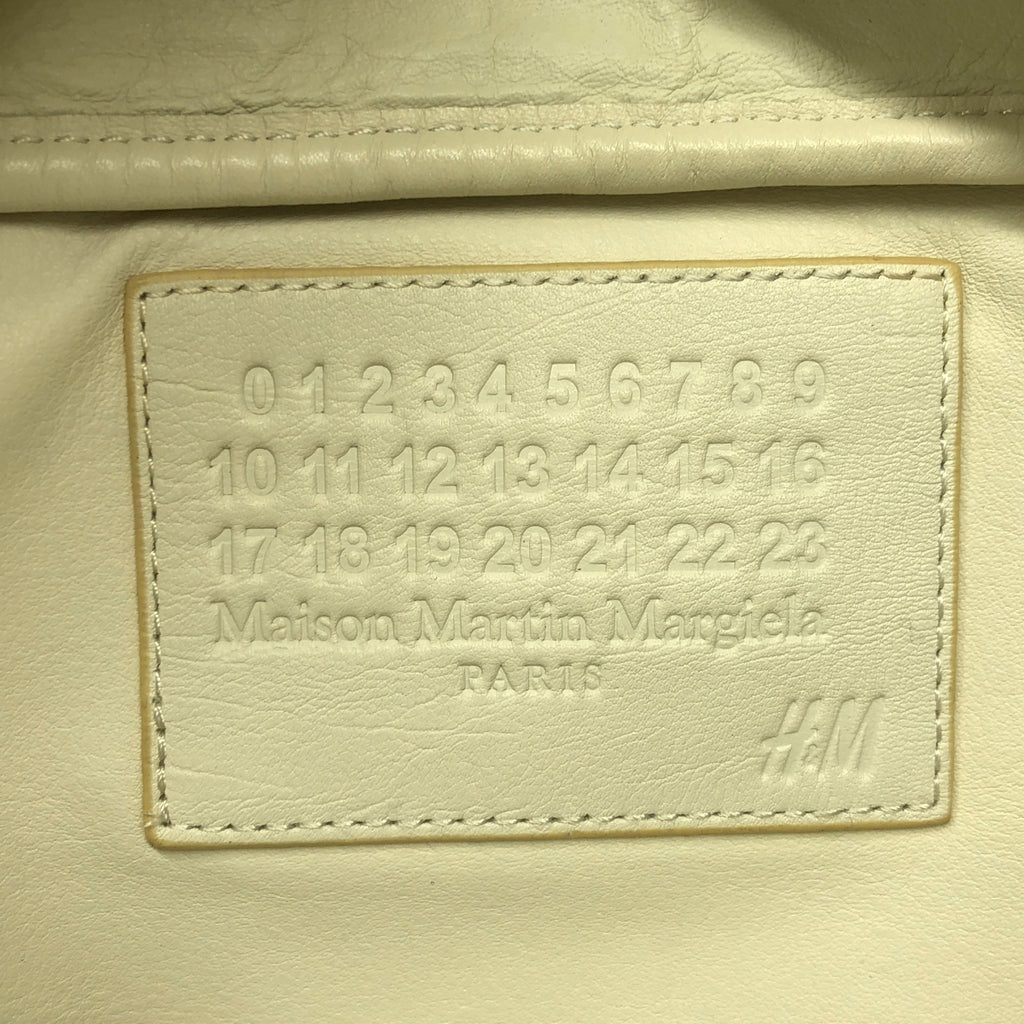 0 1 2 3 4 5 6 7 8 9
10 11 12 13 14 15 16
17 18 19 20 21 22 23
Maison Martin Margiela
PARIS
H&M